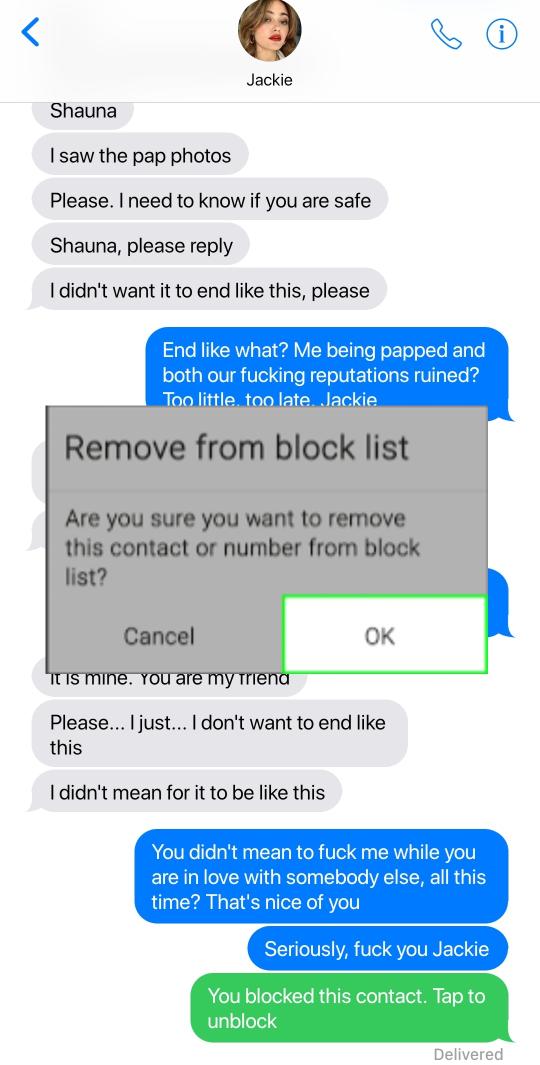 Jackie
Shauna
I saw the pap photos
Please. I need to know if you are safe
Shauna, please reply
I didn't want it to end like this, please
End like what? Me being papped and
both our fucking reputations ruined?
Too little, too late, Jackie
Remove from block list
Are you sure you want to remove
this contact or number from block
list?
Cancel
OK
It is mine. You are my friend
Please... I just... I don't want to end like
this
I didn't mean for it to be like this
You didn't mean to fuck me while you
are in love with somebody else, all this
time? That's nice of you
Seriously, fuck you Jackie
You blocked this contact. Tap to
unblock
Delivered